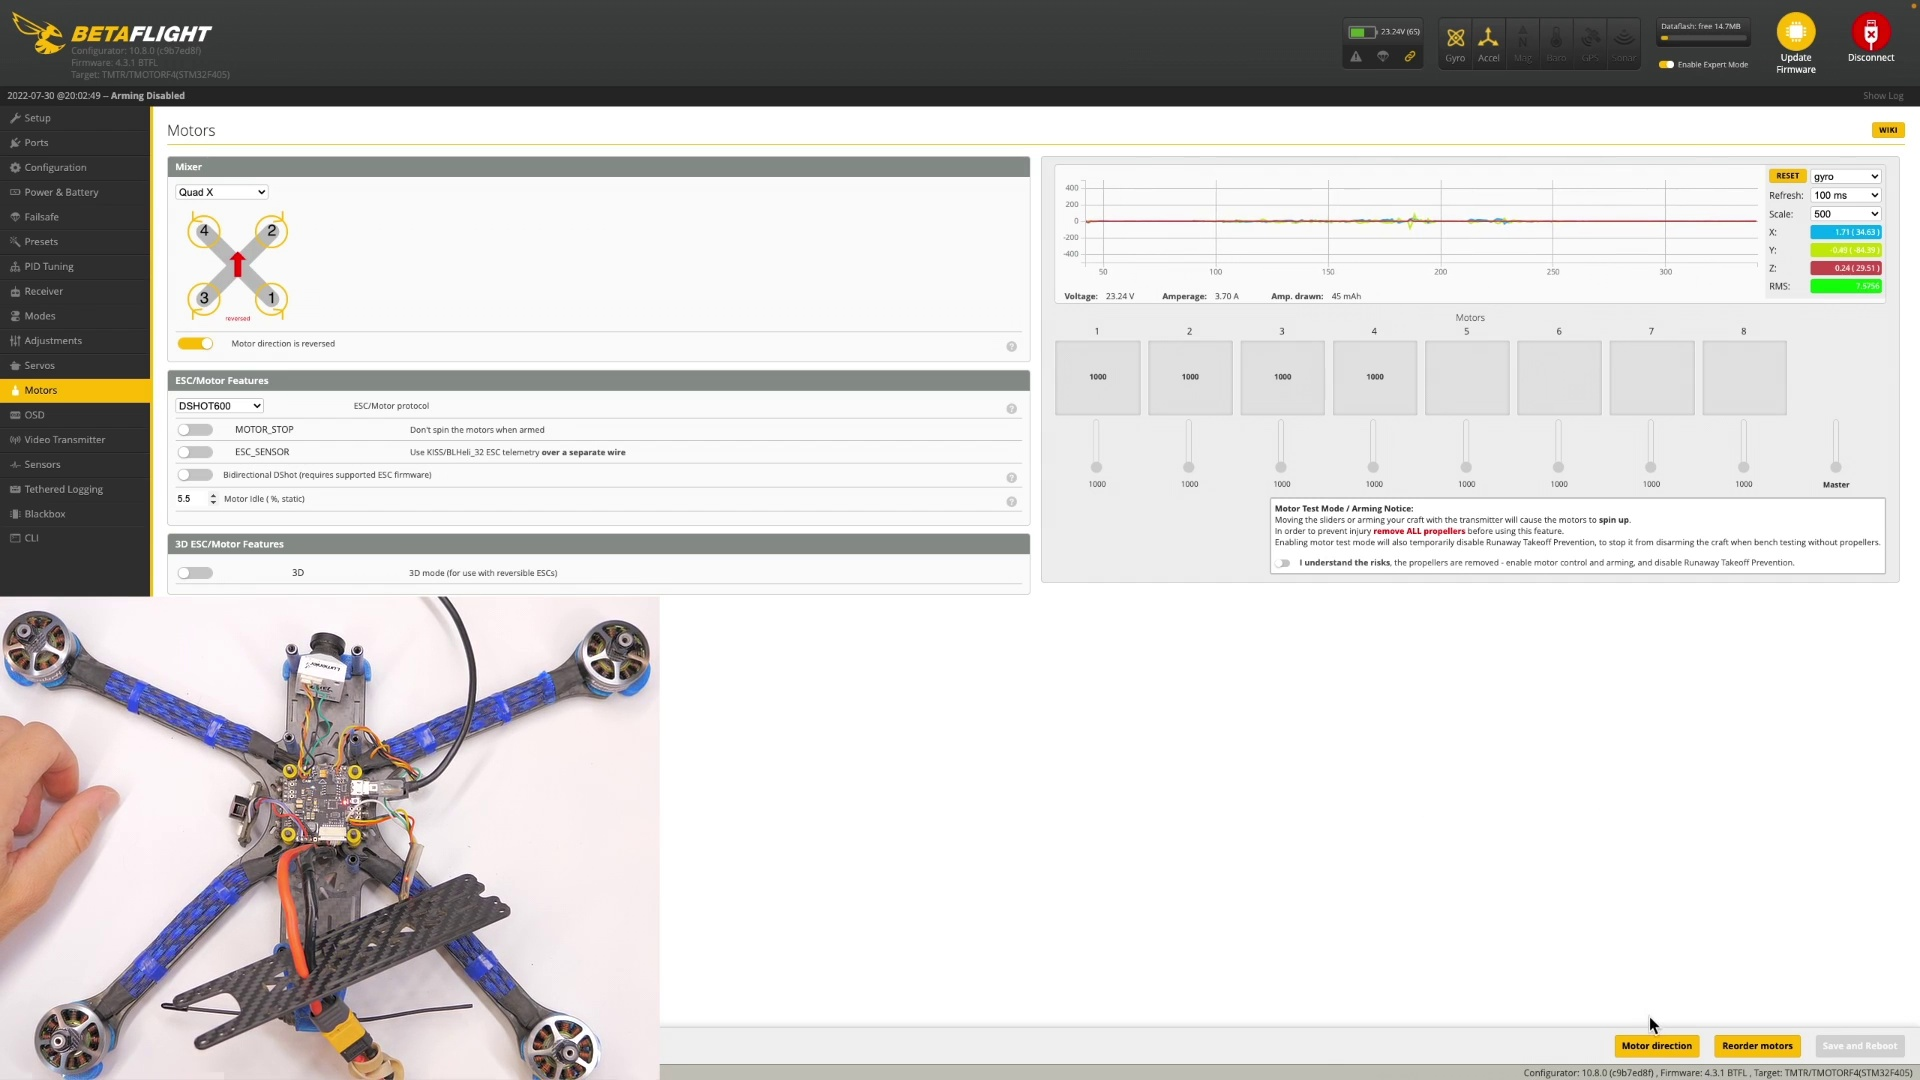 BETAFLIGHT
Configurator: 10.8.0 (c9b7ed8f)
Firmware: 4.3.1 BTFL
Target: TMTR/TMOTORF4(STM32F405)
23.24V (6S)
Gyro
Accel
Mag
Baro
GPS
Sonar
Dataflash: free 14.7MB
Enable Expert Mode
Update
Firmware
Disconnect
2022-07-30 @20:02:49 -- Arming Disabled
Show Log
Setup
Ports
Configuration
Power & Battery
Failsafe
Presets
PID Tuning
Receiver
Modes
Adjustments
Servos
Motors
OSD
Video Transmitter
Sensors
Tethered Logging
Blackbox
CLI
Motors
WIKI
Mixer
Quad X
4 2
3 1
reversed
Motor direction is reversed
ESC/Motor Features
DSHOT600 ESC/Motor protocol
MOTOR_STOP Don't spin the motors when armed
ESC_SENSOR Use KISS/BLHeli_32 ESC telemetry over a separate wire
Bidirectional DShot (requires supported ESC firmware)
5.5 Motor Idle ( %, static)
3D ESC/Motor Features
3D 3D mode (for use with reversible ESCs)
400
200
0
-200
-400
50 100 150 200 250 300
RESET gyro
Refresh: 100 ms
Scale: 500
X: 1.71 ( 34.63 )
Y: -0.49 ( -84.39 )
Z: 0.24 ( 29.51 )
RMS: 7.5756
Voltage: 23.24 V Amperage: 3.70 A Amp. drawn: 45 mAh
Motors
1 2 3 4 5 6 7 8
1000 1000 1000 1000
1000 1000 1000 1000 1000 1000 1000 1000 Master
Motor Test Mode / Arming Notice:
Moving the sliders or arming your craft with the transmitter will cause the motors to spin up.
In order to prevent injury remove ALL propellers before using this feature.
Enabling motor test mode will also temporarily disable Runaway Takeoff Prevention, to stop it from disarming the craft when bench testing without propellers.
I understand the risks, the propellers are removed - enable motor control and arming, and disable Runaway Takeoff Prevention.
Motor direction Reorder motors Save and Reboot
Configurator: 10.8.0 (c9b7ed8f) , Firmware: 4.3.1 BTFL , Target: TMTR/TMOTORF4(STM32F405)